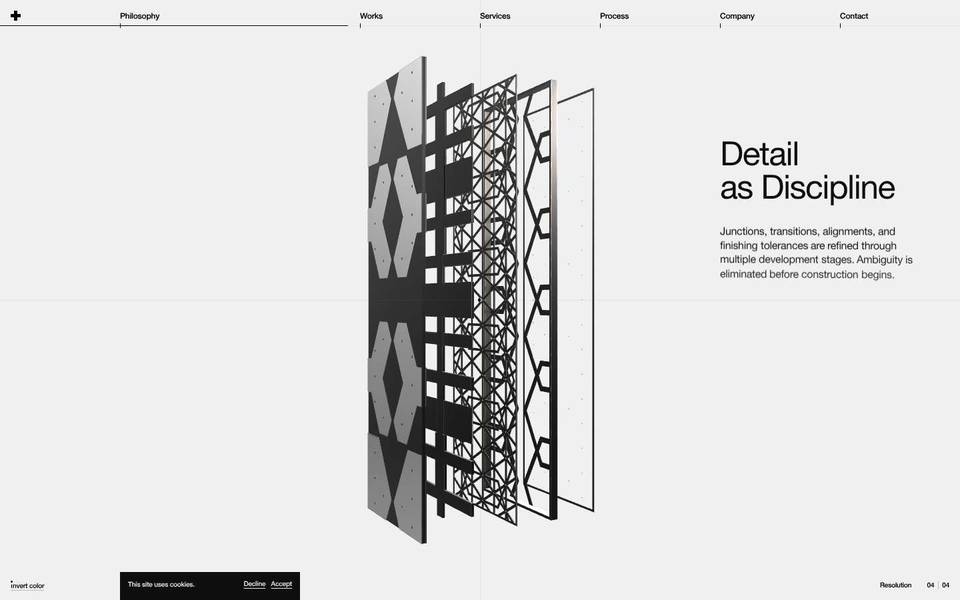 Philosophy
Works
Services
Process
Company
Contact
Detail
as Discipline
Junctions, transitions, alignments, and
finishing tolerances are refined through
multiple development stages. Ambiguity is
eliminated before construction begins.
invert color
This site uses cookies.
Decline
Accept
Resolution
04
04